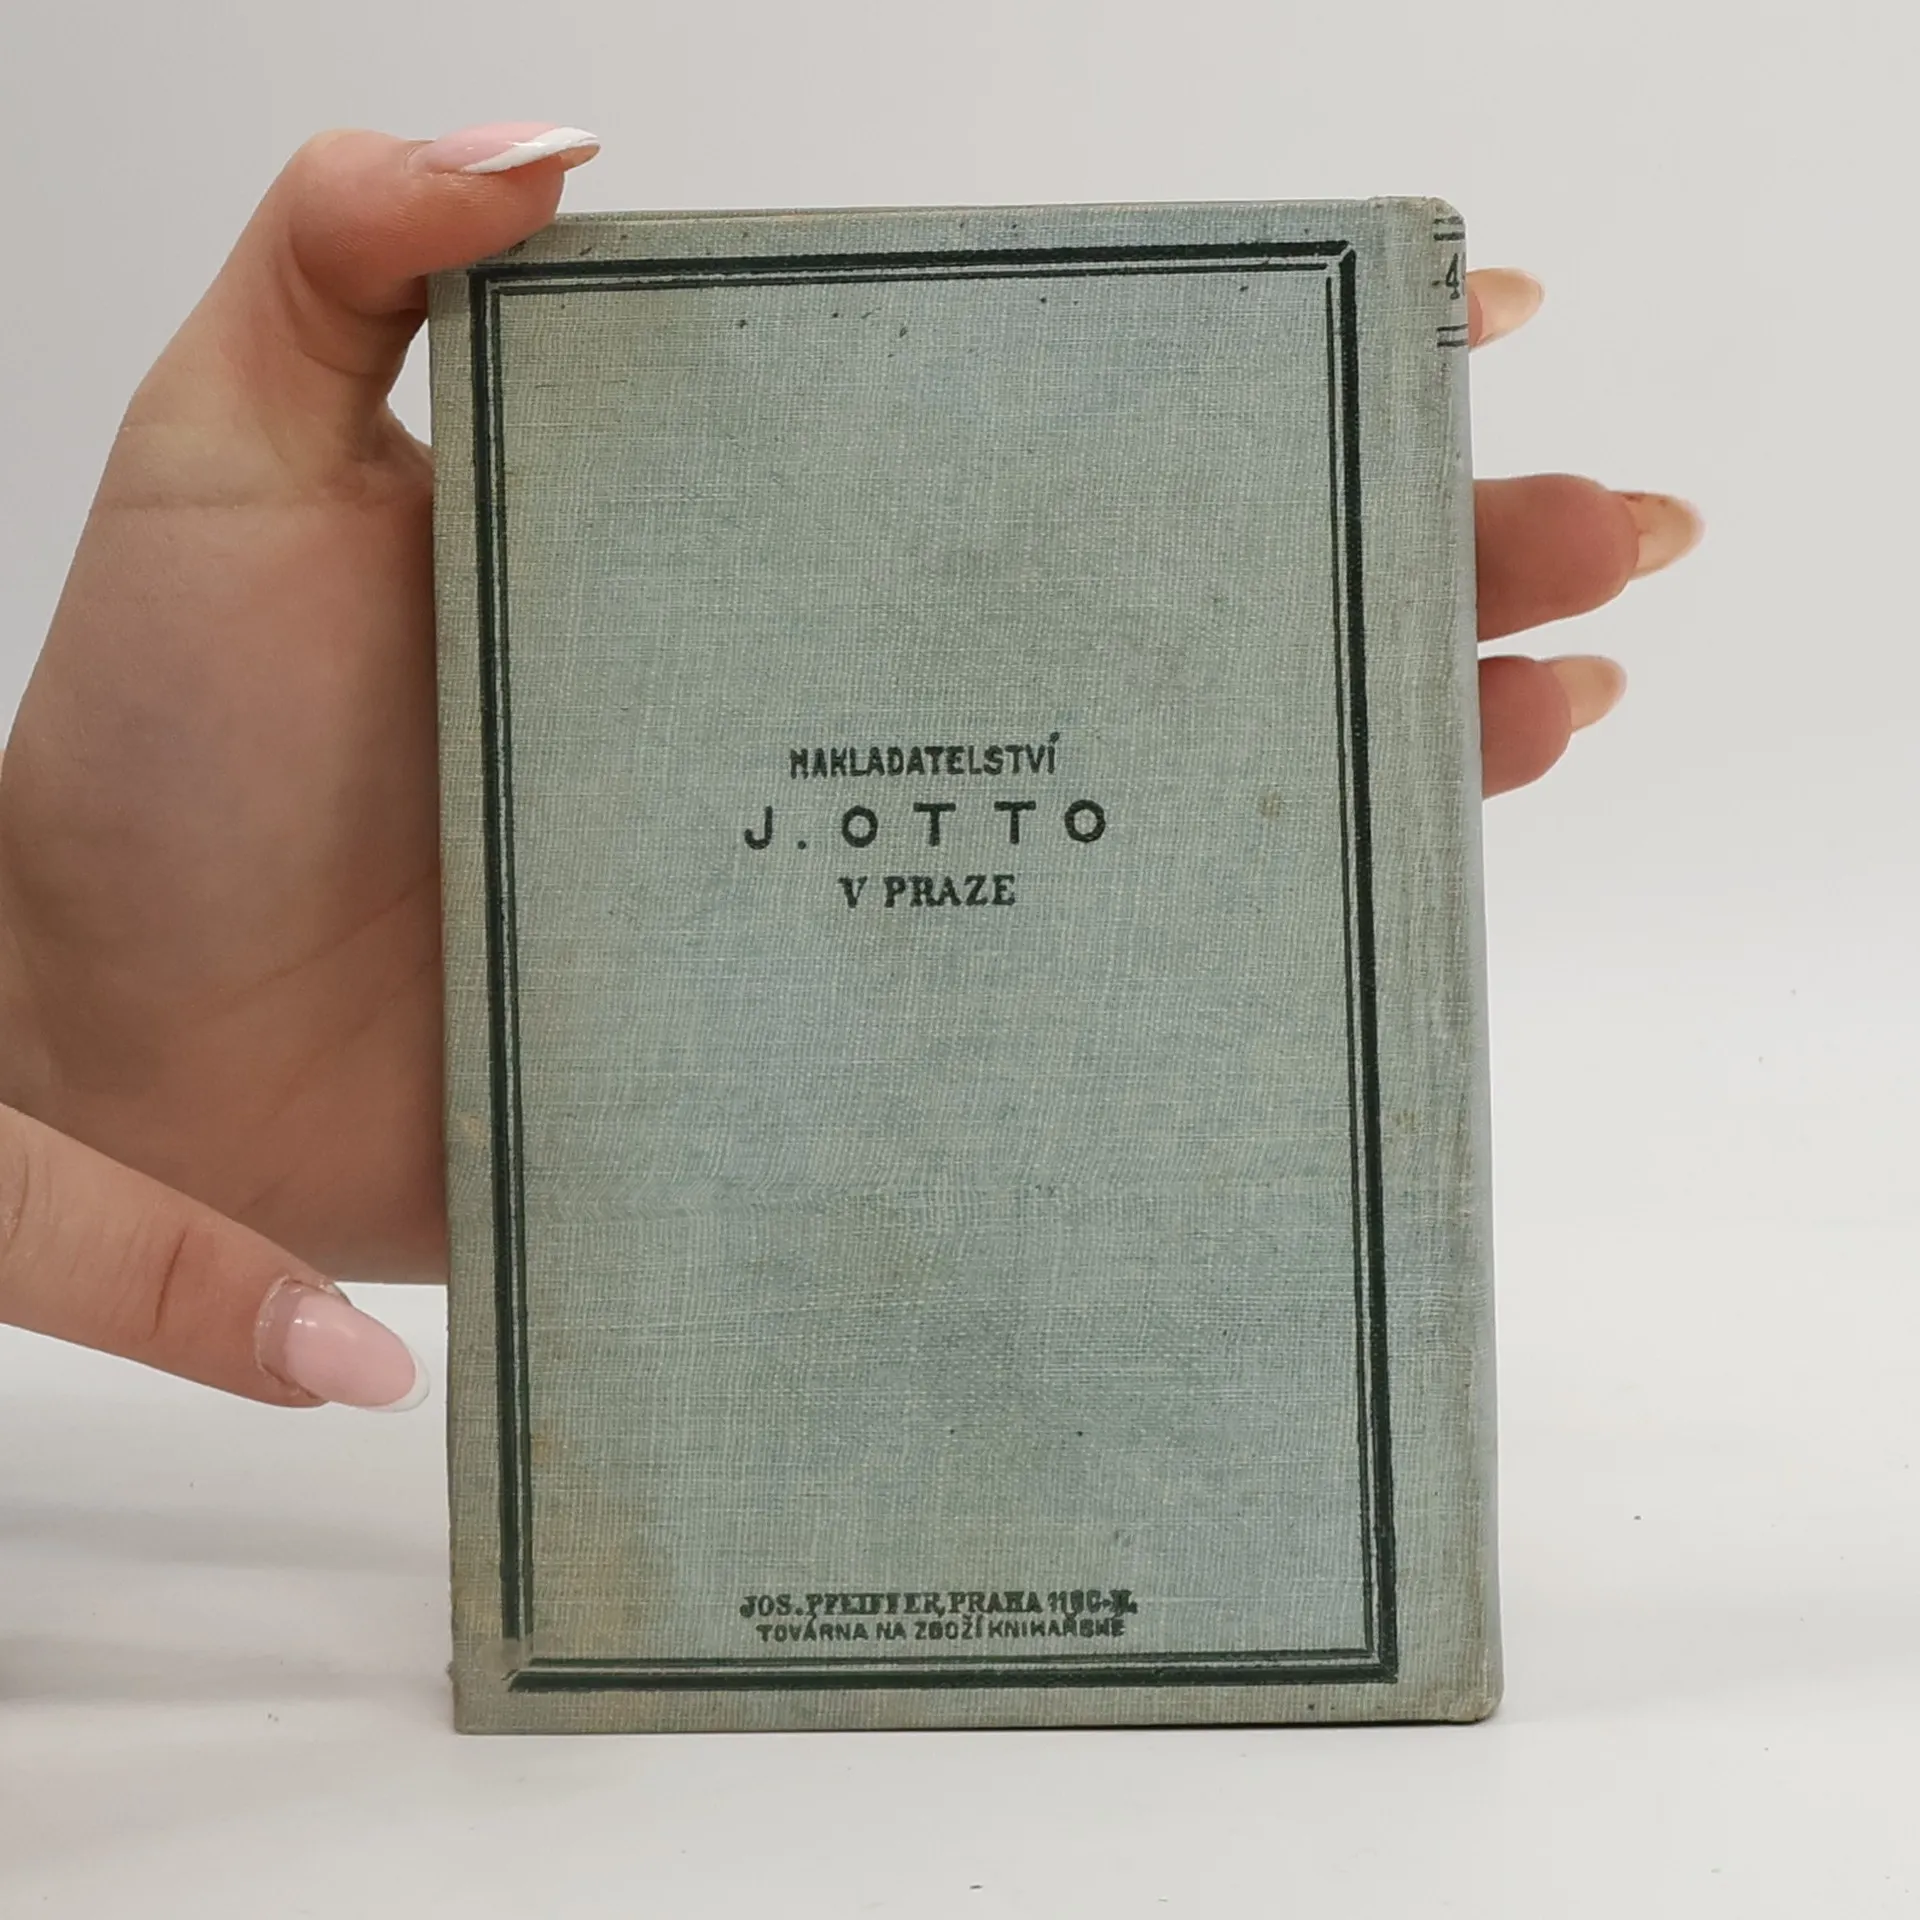 NAKLADATELSTVÍ
J. OTTO
V PRAZE
JOS. PFEIFFER, PRAHA
TOVÁRNA NA ZBOŽÍ KNIHAŘSKÉ